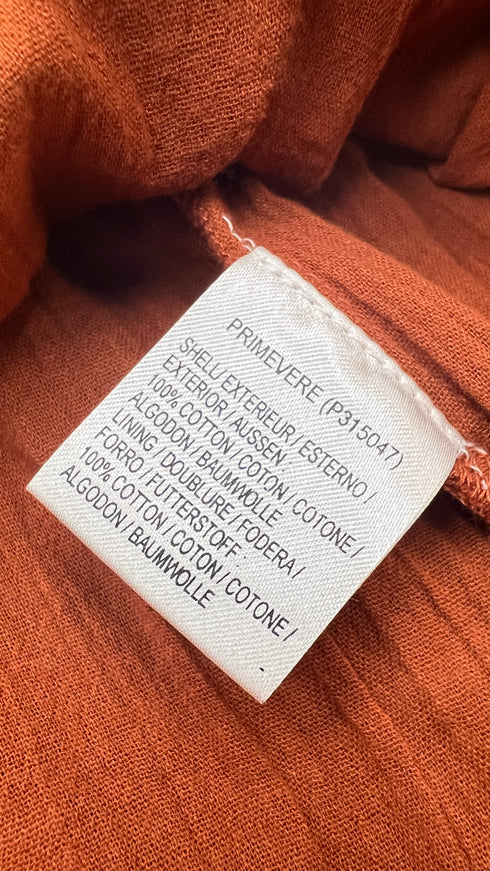 PRIMEVERE (P315047)
SHELL EXTERIEUR / ESTERNO /
EXTERIOR / AUSSEN:
100% COTTON / COTON / COTONE /
ALGODON / BAUMWOLLE
LINING / DOUBLURE / FODERA /
FORRO / FUTTERSTOFF:
100% COTTON / COTON / COTONE /
ALGODON / BAUMWOLLE